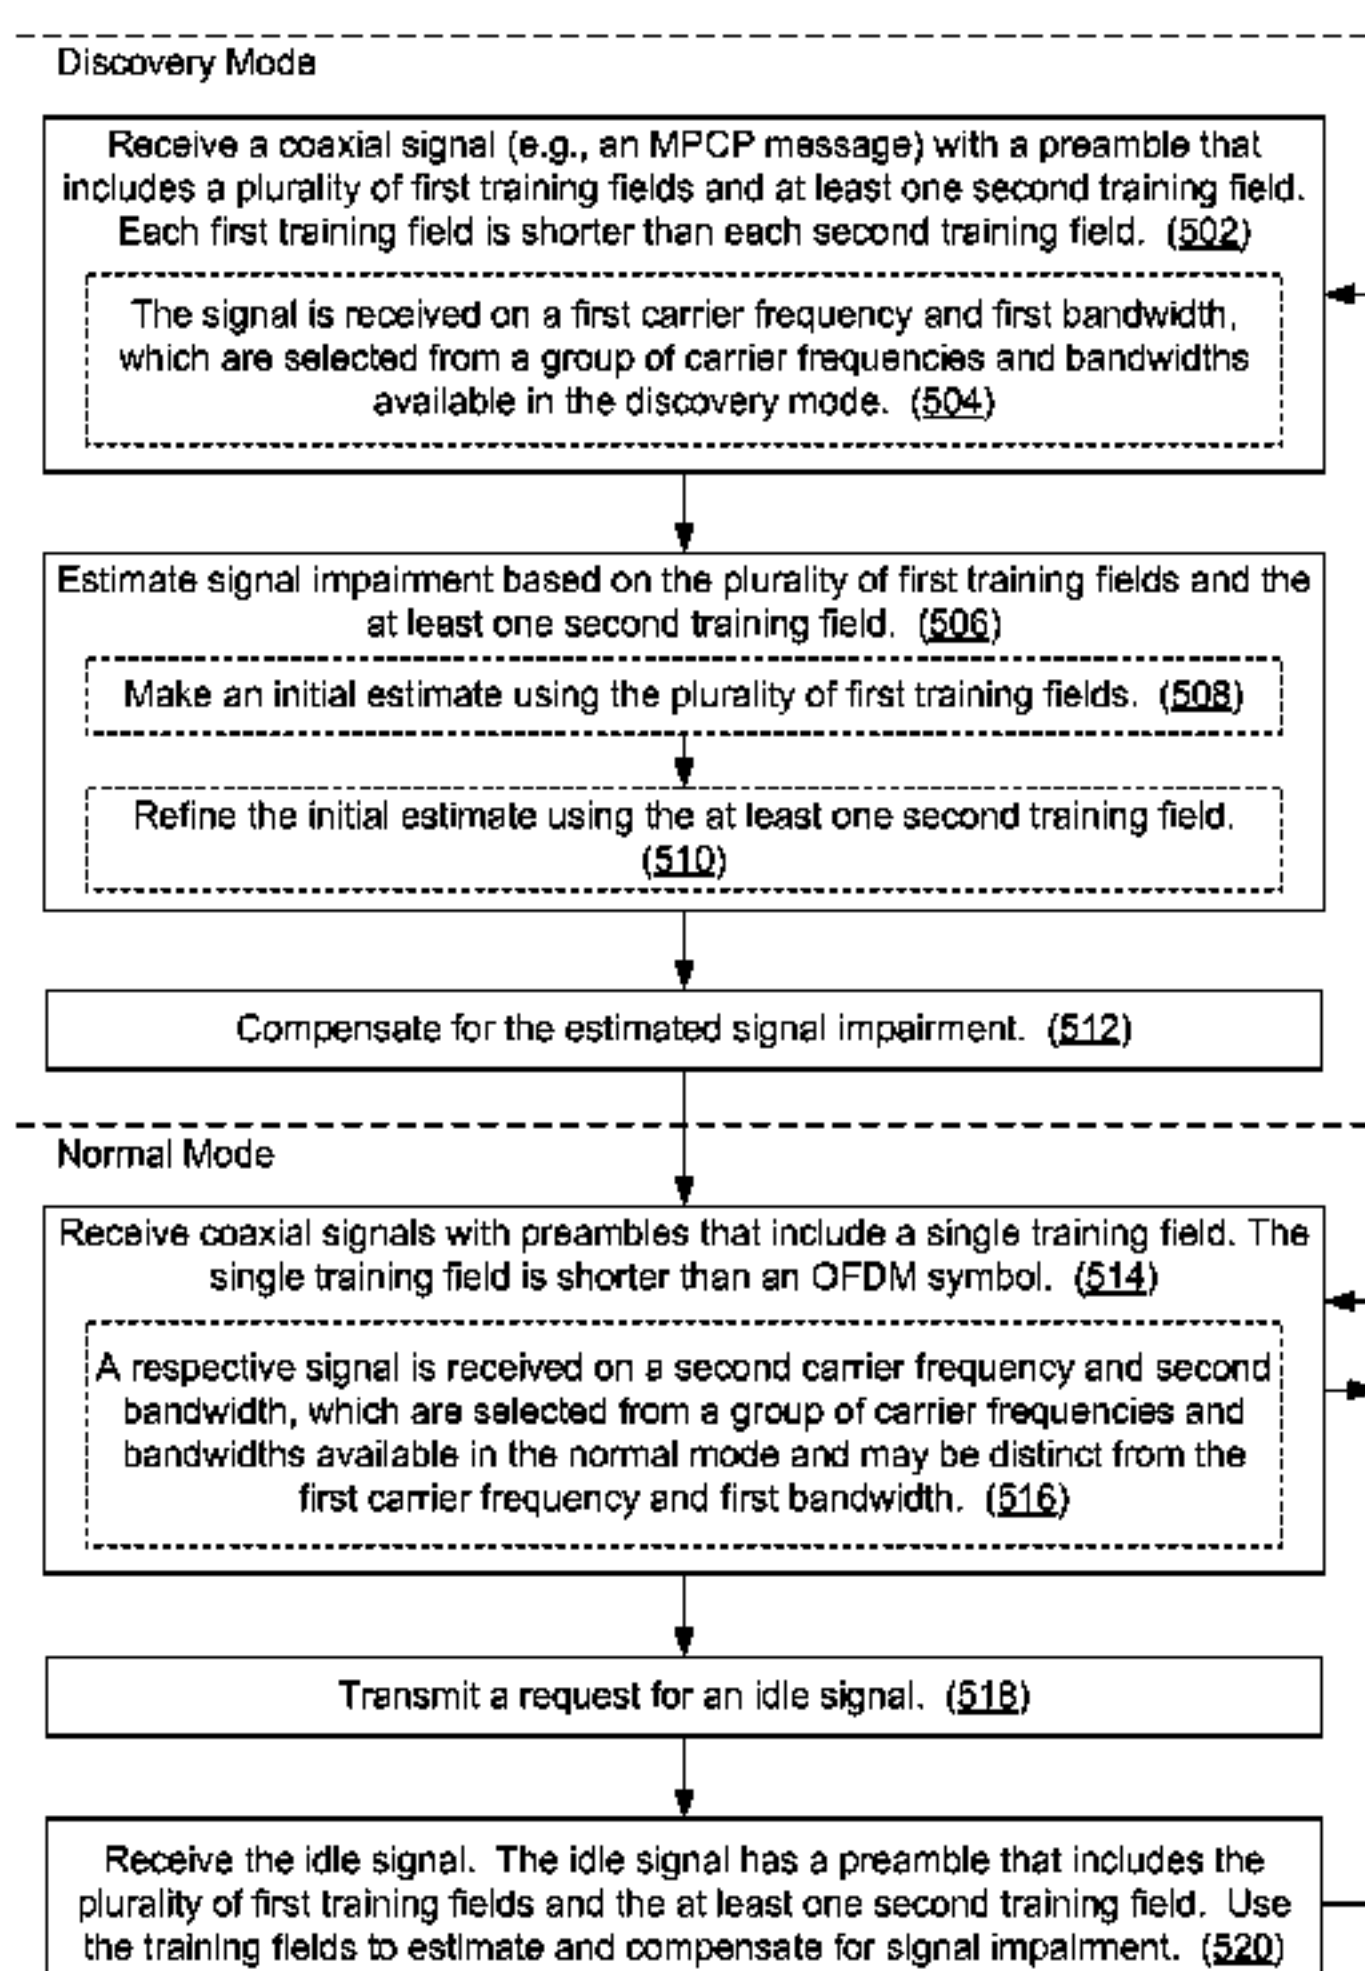 Discovery Mode
Receive a coaxial signal (e.g., an MPCP message) with a preamble that
includes a plurality of first training fields and at least one second training field.
Each first training field is shorter than each second training field. (502)
The signal is received on a first carrier frequency and first bandwidth,
which are selected from a group of carrier frequencies and bandwidths
available in the discovery mode. (504)
Estimate signal impairment based on the plurality of first training fields and the
at least one second training field. (506)
Make an initial estimate using the plurality of first training fields. (508)
Refine the initial estimate using the at least one second training field.
(510)
Compensate for the estimated signal impairment. (512)
Normal Mode
Receive coaxial signals with preambles that include a single training field. The
single training field is shorter than an OFDM symbol. (514)
A respective signal is received on a second carrier frequency and second
bandwidth, which are selected from a group of carrier frequencies and
bandwidths available in the normal mode and may be distinct from the
first carrier frequency and first bandwidth. (516)
Transmit a request for an idle signal. (518)
Receive the idle signal. The idle signal has a preamble that includes the
plurality of first training fields and the at least one second training field. Use
the training fields to estimate and compensate for signal impairment. (520)